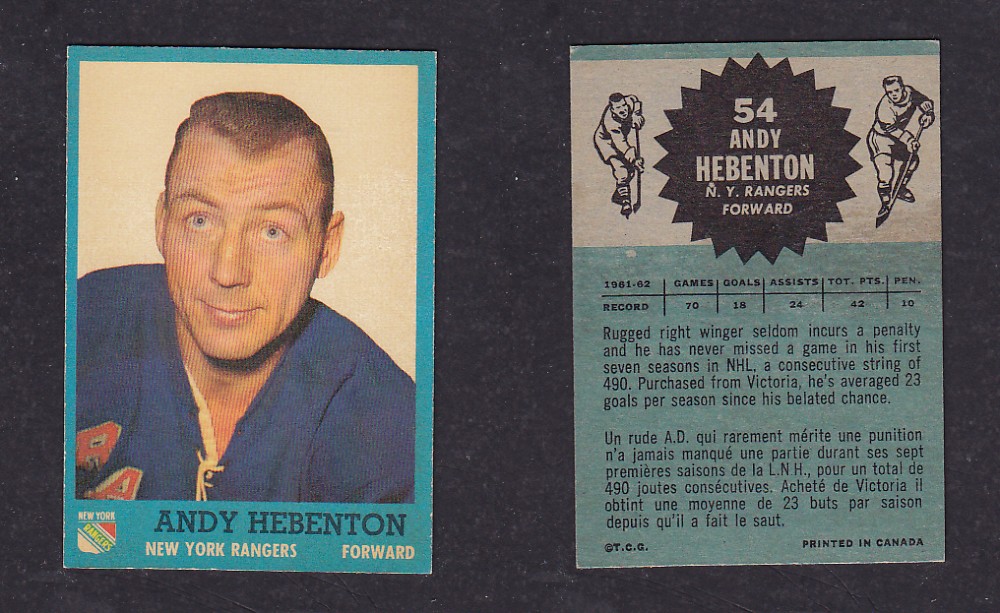 BA
NEW YORK
RANGERS
ANDY HEBENTON
NEW YORK RANGERS FORWARD
54
ANDY
HEBENTON
N. Y. RANGERS
FORWARD
1961-62 GAMES GOALS ASSISTS TOT. PTS. PEN.
RECORD 70 18 24 42 10
Rugged right winger seldom incurs a penalty
and he has never missed a game in his first
seven seasons in NHL, a consecutive string of
490. Purchased from Victoria, he's averaged 23
goals per season since his belated chance.
Un rude A.D. qui rarement mérite une punition
n'a jamais manqué une partie durant ses sept
premières saisons de la L.N.H., pour un total de
490 joutes consécutives. Acheté de Victoria il
obtint une moyenne de 23 buts par saison
depuis qu'il a fait le saut.
©T.C.G. PRINTED IN CANADA